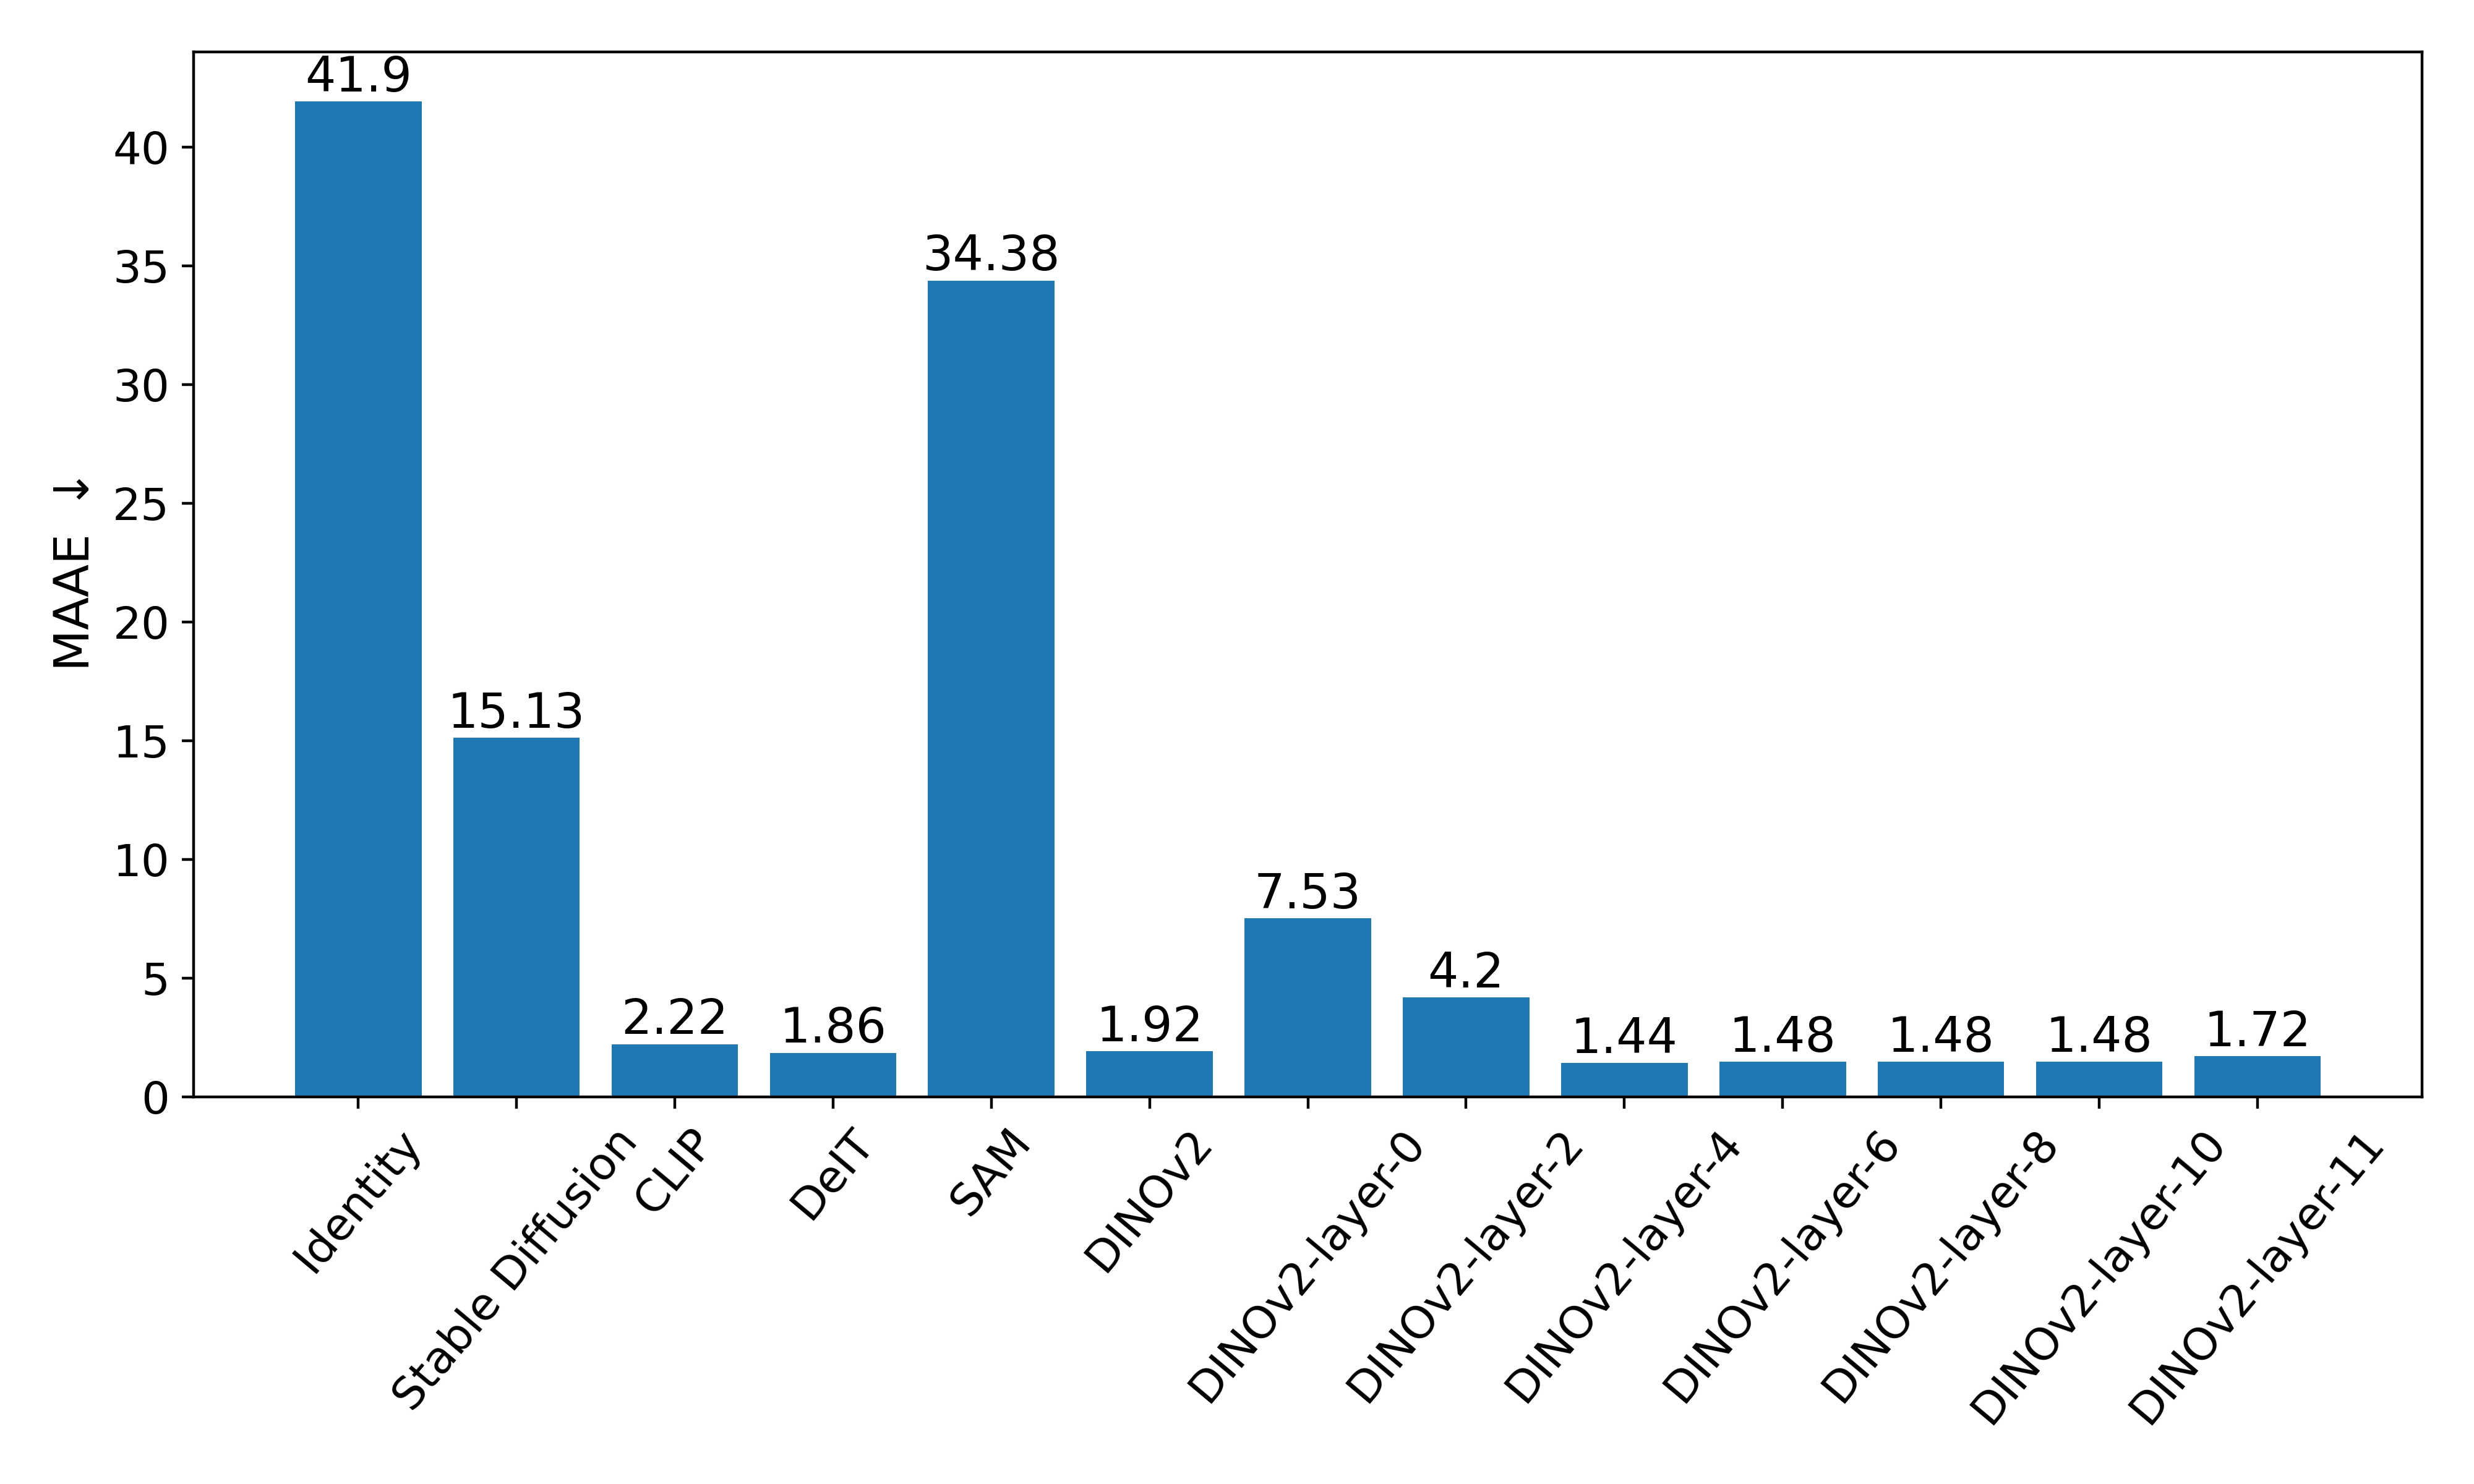 MAAE ↓
40
35
30
25
20
15
10
5
0
41.9
15.13
2.22
1.86
34.38
1.92
7.53
4.2
1.44
1.48
1.48
1.48
1.72
Identity
Stable Diffusion
CLIP
DeIT
SAM
DINOv2
DINOv2-layer-0
DINOv2-layer-2
DINOv2-layer-4
DINOv2-layer-6
DINOv2-layer-8
DINOv2-layer-10
DINOv2-layer-11